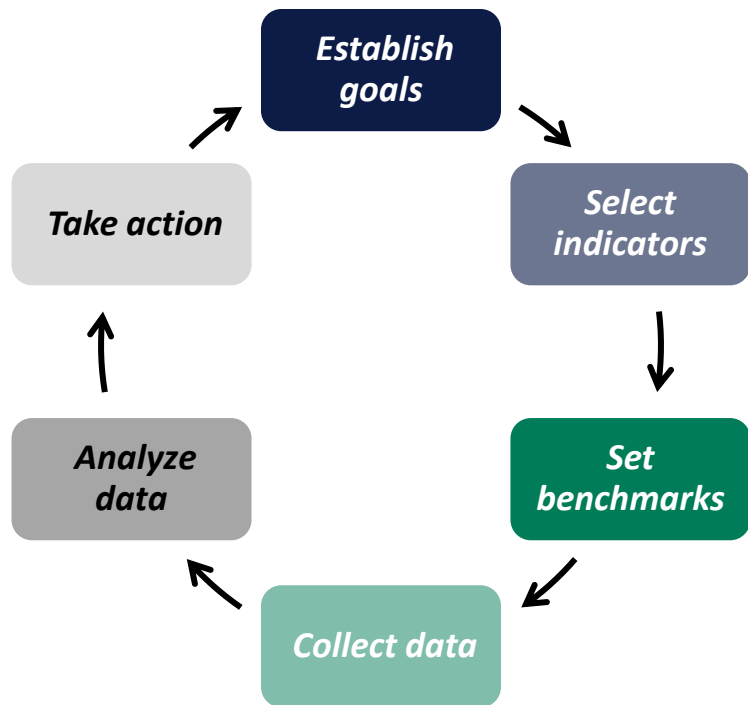 Establish
goals
Select
indicators
Set
benchmarks
Collect data
Analyze
data
Take action